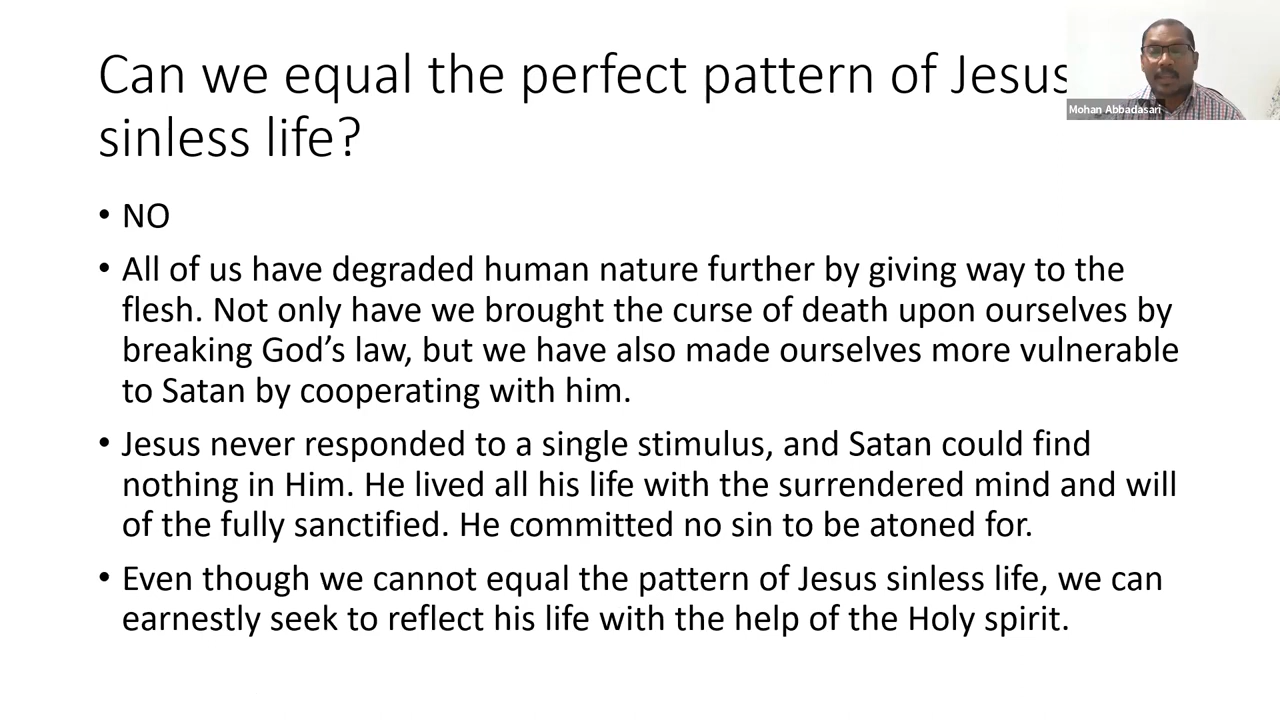 Can we equal the perfect pattern of Jesus
sinless life?
Mohan Abbadasari
• NO
• All of us have degraded human nature further by giving way to the
flesh. Not only have we brought the curse of death upon ourselves by
breaking God’s law, but we have also made ourselves more vulnerable
to Satan by cooperating with him.
• Jesus never responded to a single stimulus, and Satan could find
nothing in Him. He lived all his life with the surrendered mind and will
of the fully sanctified. He committed no sin to be atoned for.
• Even though we cannot equal the pattern of Jesus sinless life, we can
earnestly seek to reflect his life with the help of the Holy spirit.